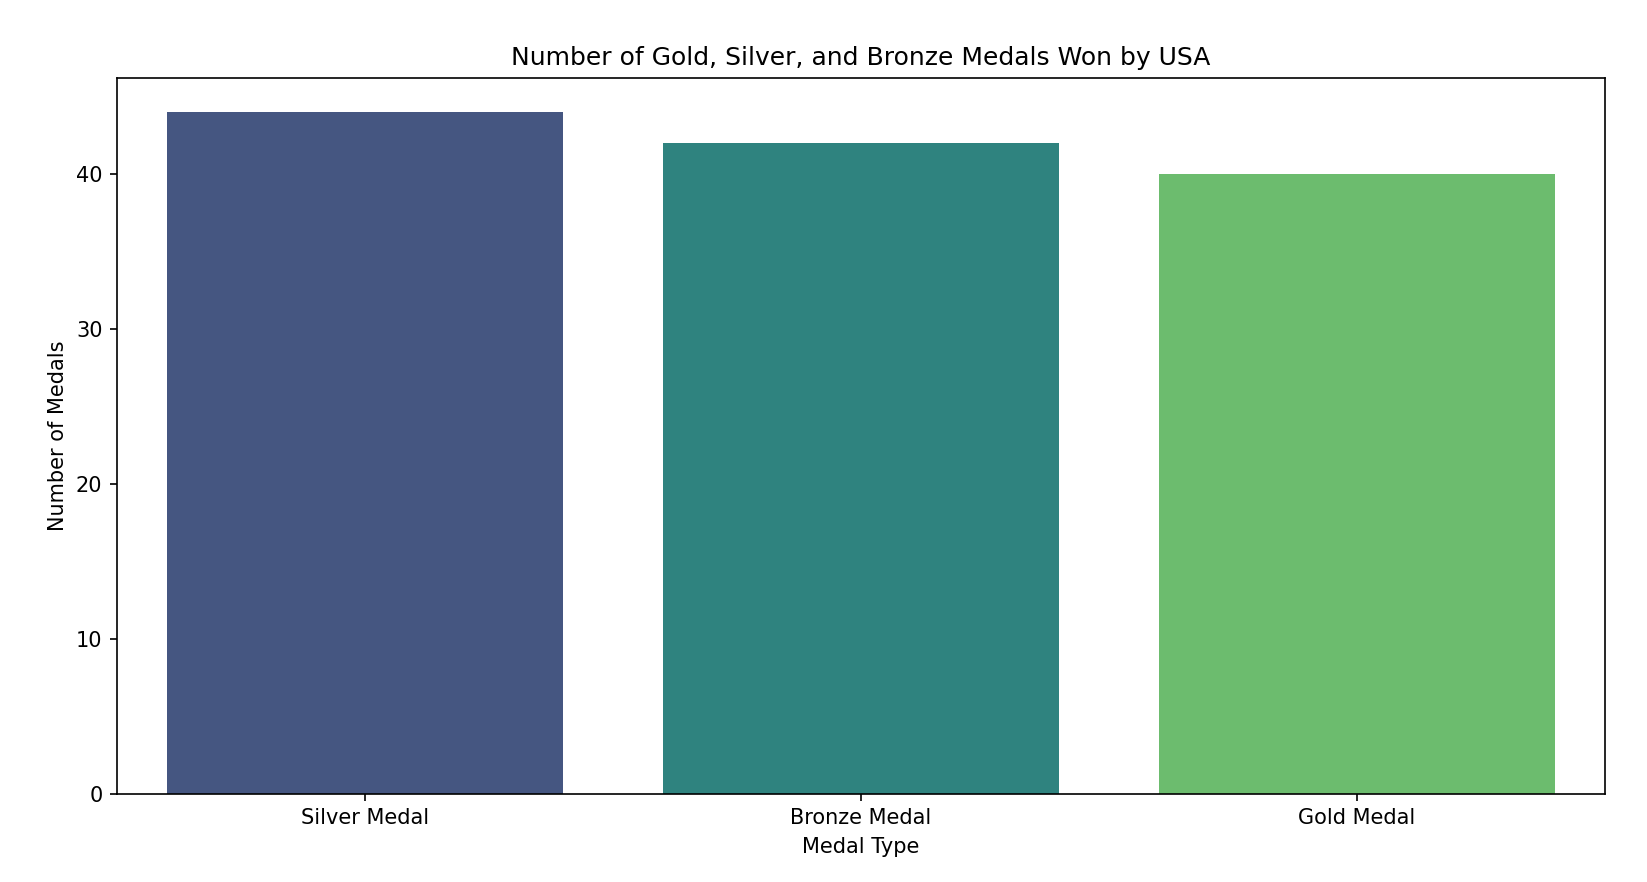 Number of Gold, Silver, and Bronze Medals Won by USA
Number of Medals
40
30
20
10
0
Silver Medal
Bronze Medal
Gold Medal
Medal Type